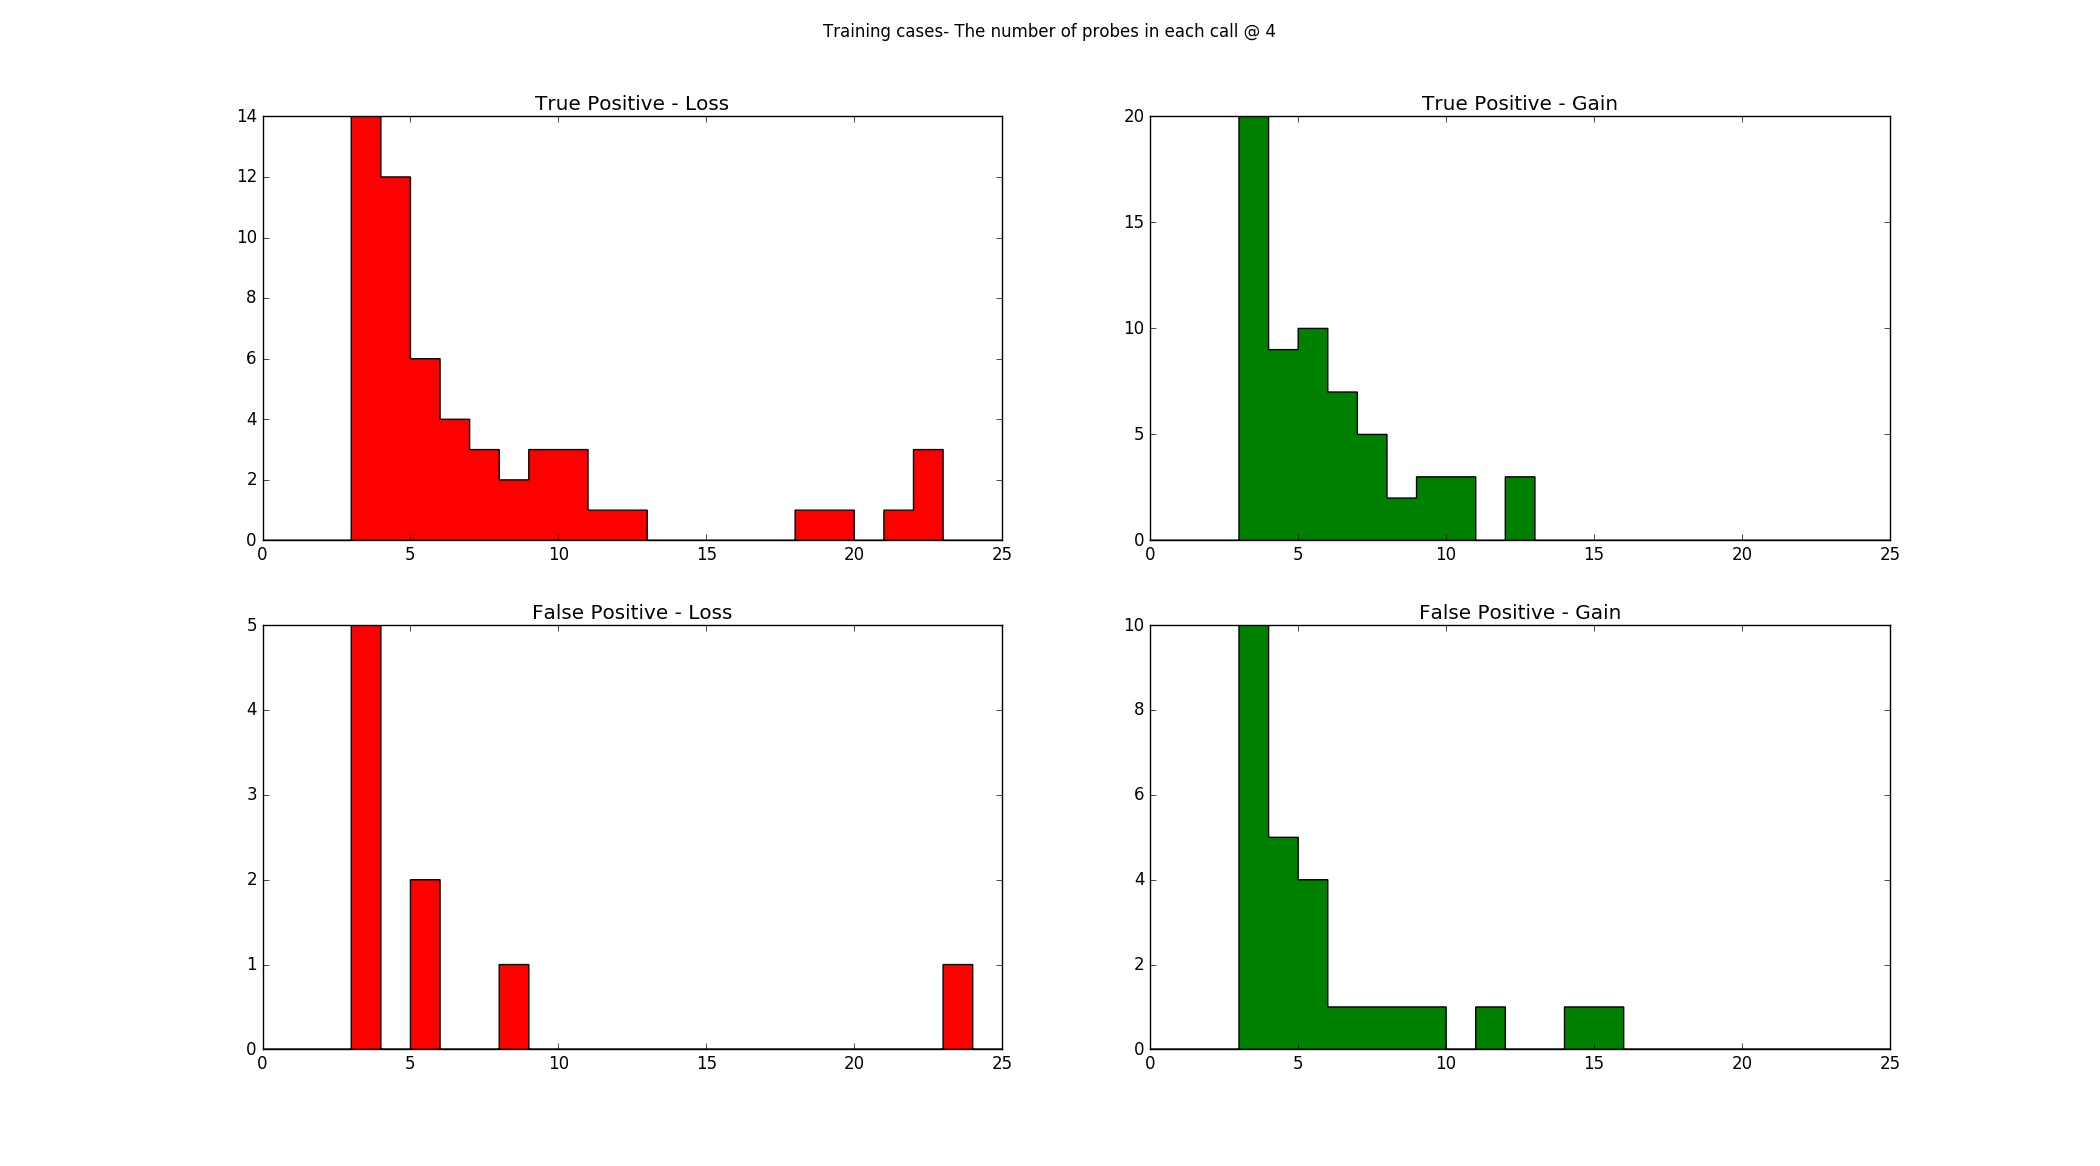 Training cases- The number of probes in each call @ 4
True Positive - Loss
14
12
10
8
6
4
2
0
0 5 10 15 20 25
True Positive - Gain
20
15
10
5
0
0 5 10 15 20 25
False Positive - Loss
5
4
3
2
1
0
0 5 10 15 20 25
False Positive - Gain
10
8
6
4
2
0
0 5 10 15 20 25